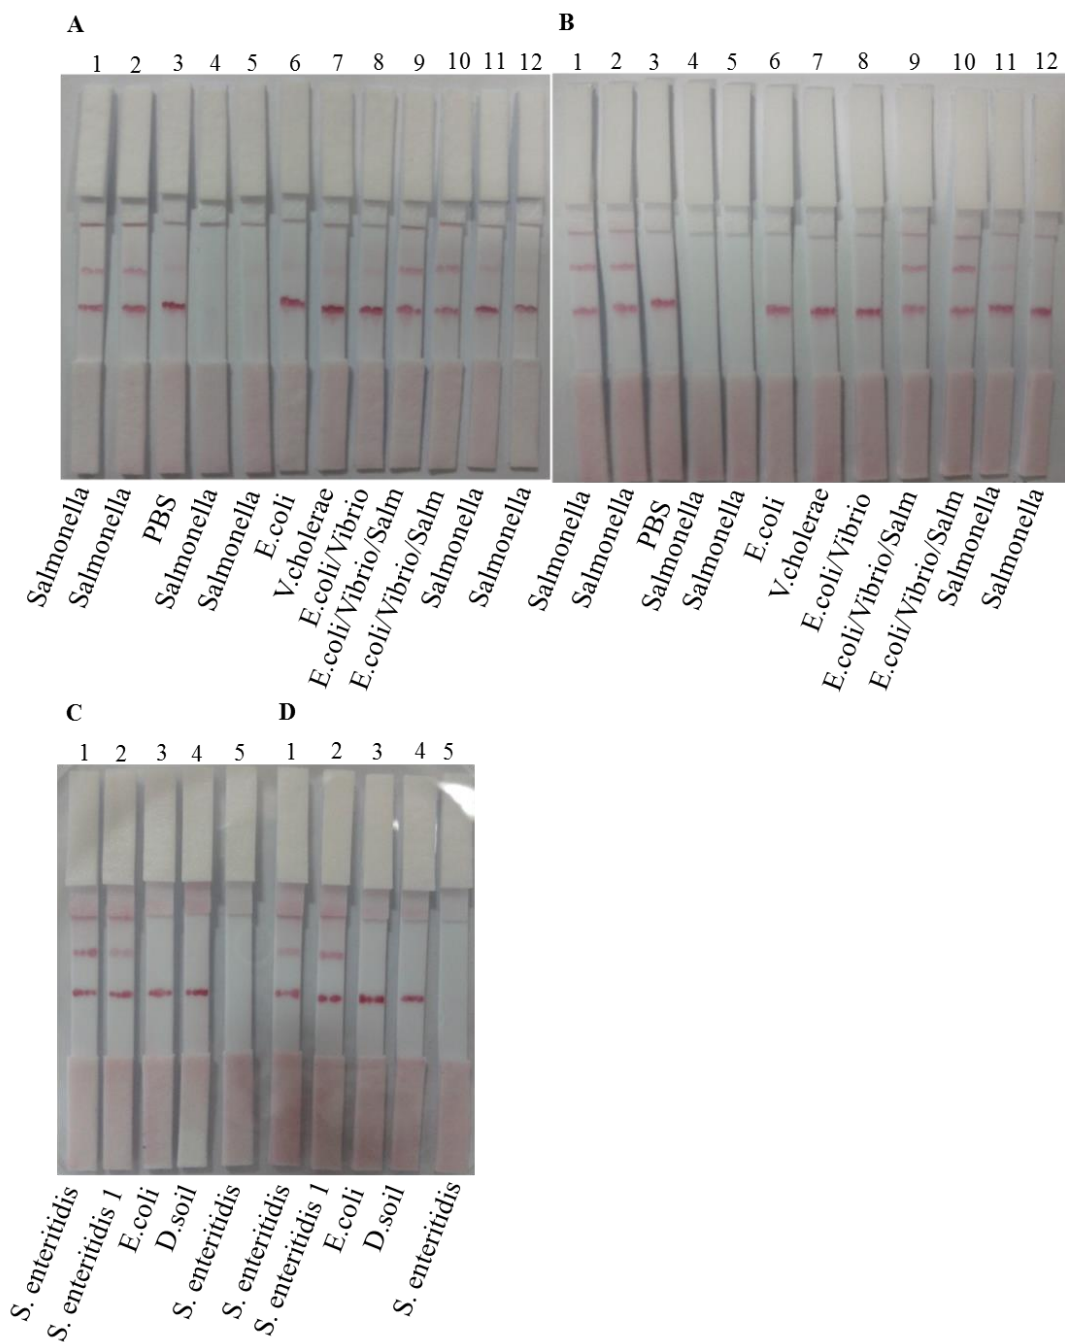 A
1 2 3 4 5 6 7 8 9 10 11 12
Salmonella
Salmonella
PBS
Salmonella
Salmonella
E.coli
V.cholerae
E.coli/Vibrio
E.coli/Vibrio/Salm
E.coli/Vibrio/Salm
Salmonella
Salmonella
B
1 2 3 4 5 6 7 8 9 10 11 12
Salmonella
Salmonella
PBS
Salmonella
Salmonella
E.coli
V.cholerae
E.coli/Vibrio
E.coli/Vibrio/Salm
E.coli/Vibrio/Salm
Salmonella
Salmonella
C
1 2 3 4 5
S. enteritidis
S. enteritidis 1
E.coli
D.soil
S. enteritidis
D
1 2 3 4 5
S. enteritidis
S. enteritidis 1
E.coli
D.soil
S. enteritidis